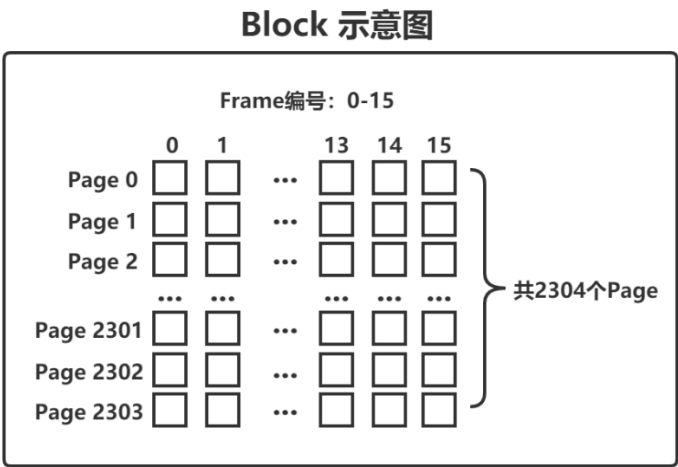 Block 示意图
Frame编号：0-15
0 1 13 14 15
Page 0 ...
Page 1 ...
Page 2 ...
... ... ... ... ...
共2304个Page
Page 2301 ...
Page 2302 ...
Page 2303 ...